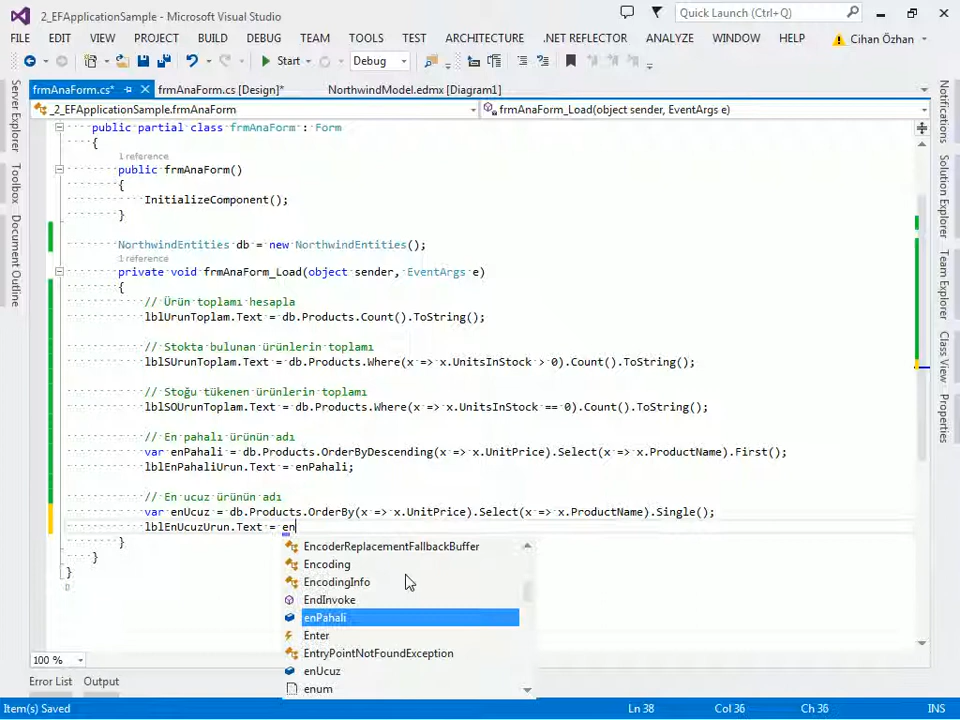 2_EFApplicationSample - Microsoft Visual Studio
Quick Launch (Ctrl+Q)
FILE EDIT VIEW PROJECT BUILD DEBUG TEAM TOOLS TEST ARCHITECTURE .NET REFLECTOR ANALYZE WINDOW HELP Cihan Özhan
Start Debug
frmAnaForm.cs* frmAnaForm.cs [Design]* NorthwindModel.edmx [Diagram1]
_2_EFApplicationSample.frmAnaForm frmAnaForm_Load(object sender, EventArgs e)
Server Explorer
Toolbox
Document Outline
public partial class frmAnaForm : Form
{
1 reference
public frmAnaForm()
{
InitializeComponent();
}
NorthwindEntities db = new NorthwindEntities();
1 reference
private void frmAnaForm_Load(object sender, EventArgs e)
{
// Ürün toplamı hesapla
lblUrunToplam.Text = db.Products.Count().ToString();
// Stokta bulunan ürünlerin toplamı
lblSUrunToplam.Text = db.Products.Where(x => x.UnitsInStock > 0).Count().ToString();
// Stoğu tükenen ürünlerin toplamı
lblSOUrunToplam.Text = db.Products.Where(x => x.UnitsInStock == 0).Count().ToString();
// En pahalı ürünün adı
var enPahali = db.Products.OrderByDescending(x => x.UnitPrice).Select(x => x.ProductName).First();
lblEnPahaliUrun.Text = enPahali;
// En ucuz ürünün adı
var enUcuz = db.Products.OrderBy(x => x.UnitPrice).Select(x => x.ProductName).Single();
lblEnUcuzUrun.Text = en
}
}
}
EncoderReplacementFallbackBuffer
Encoding
EncodingInfo
EndInvoke
enPahali
Enter
EntryPointNotFoundException
enUcuz
enum
Notifications
Solution Explorer
Team Explorer
Class View
Properties
100 %
Error List Output
Item(s) Saved Ln 38 Col 36 Ch 36 INS